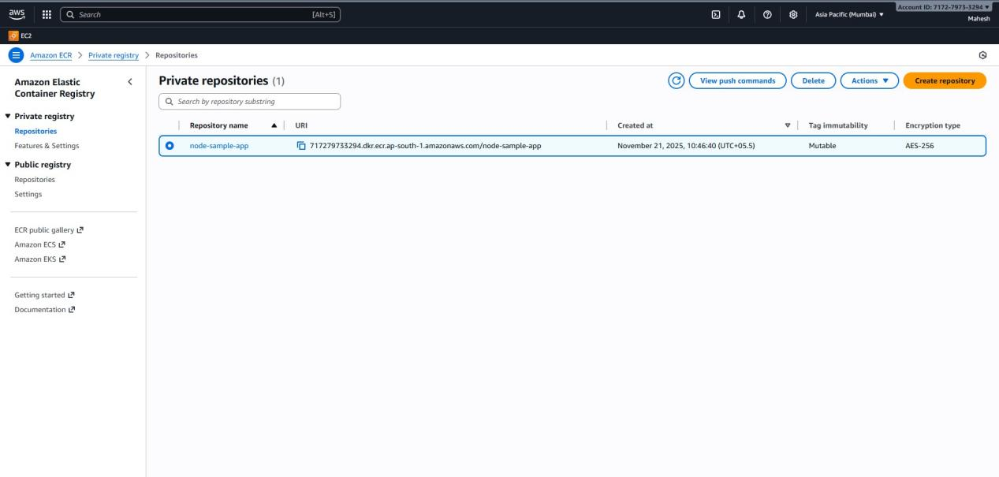 aws
Search [Alt+S]
Asia Pacific (Mumbai) ▼
Account ID: 7172-7973-3294 ▼
Mahesh
EC2
Amazon ECR > Private registry > Repositories
Amazon Elastic
Container Registry
Private registry
Repositories
Features & Settings
Public registry
Repositories
Settings
ECR public gallery
Amazon ECS
Amazon EKS
Getting started
Documentation
Private repositories (1)
View push commands Delete Actions ▼ Create repository
Search by repository substring
Repository name ▲ URI Created at Tag immutability Encryption type
node-sample-app 717279733294.dkr.ecr.ap-south-1.amazonaws.com/node-sample-app November 21, 2025, 10:46:40 (UTC+05.5) Mutable AES-256